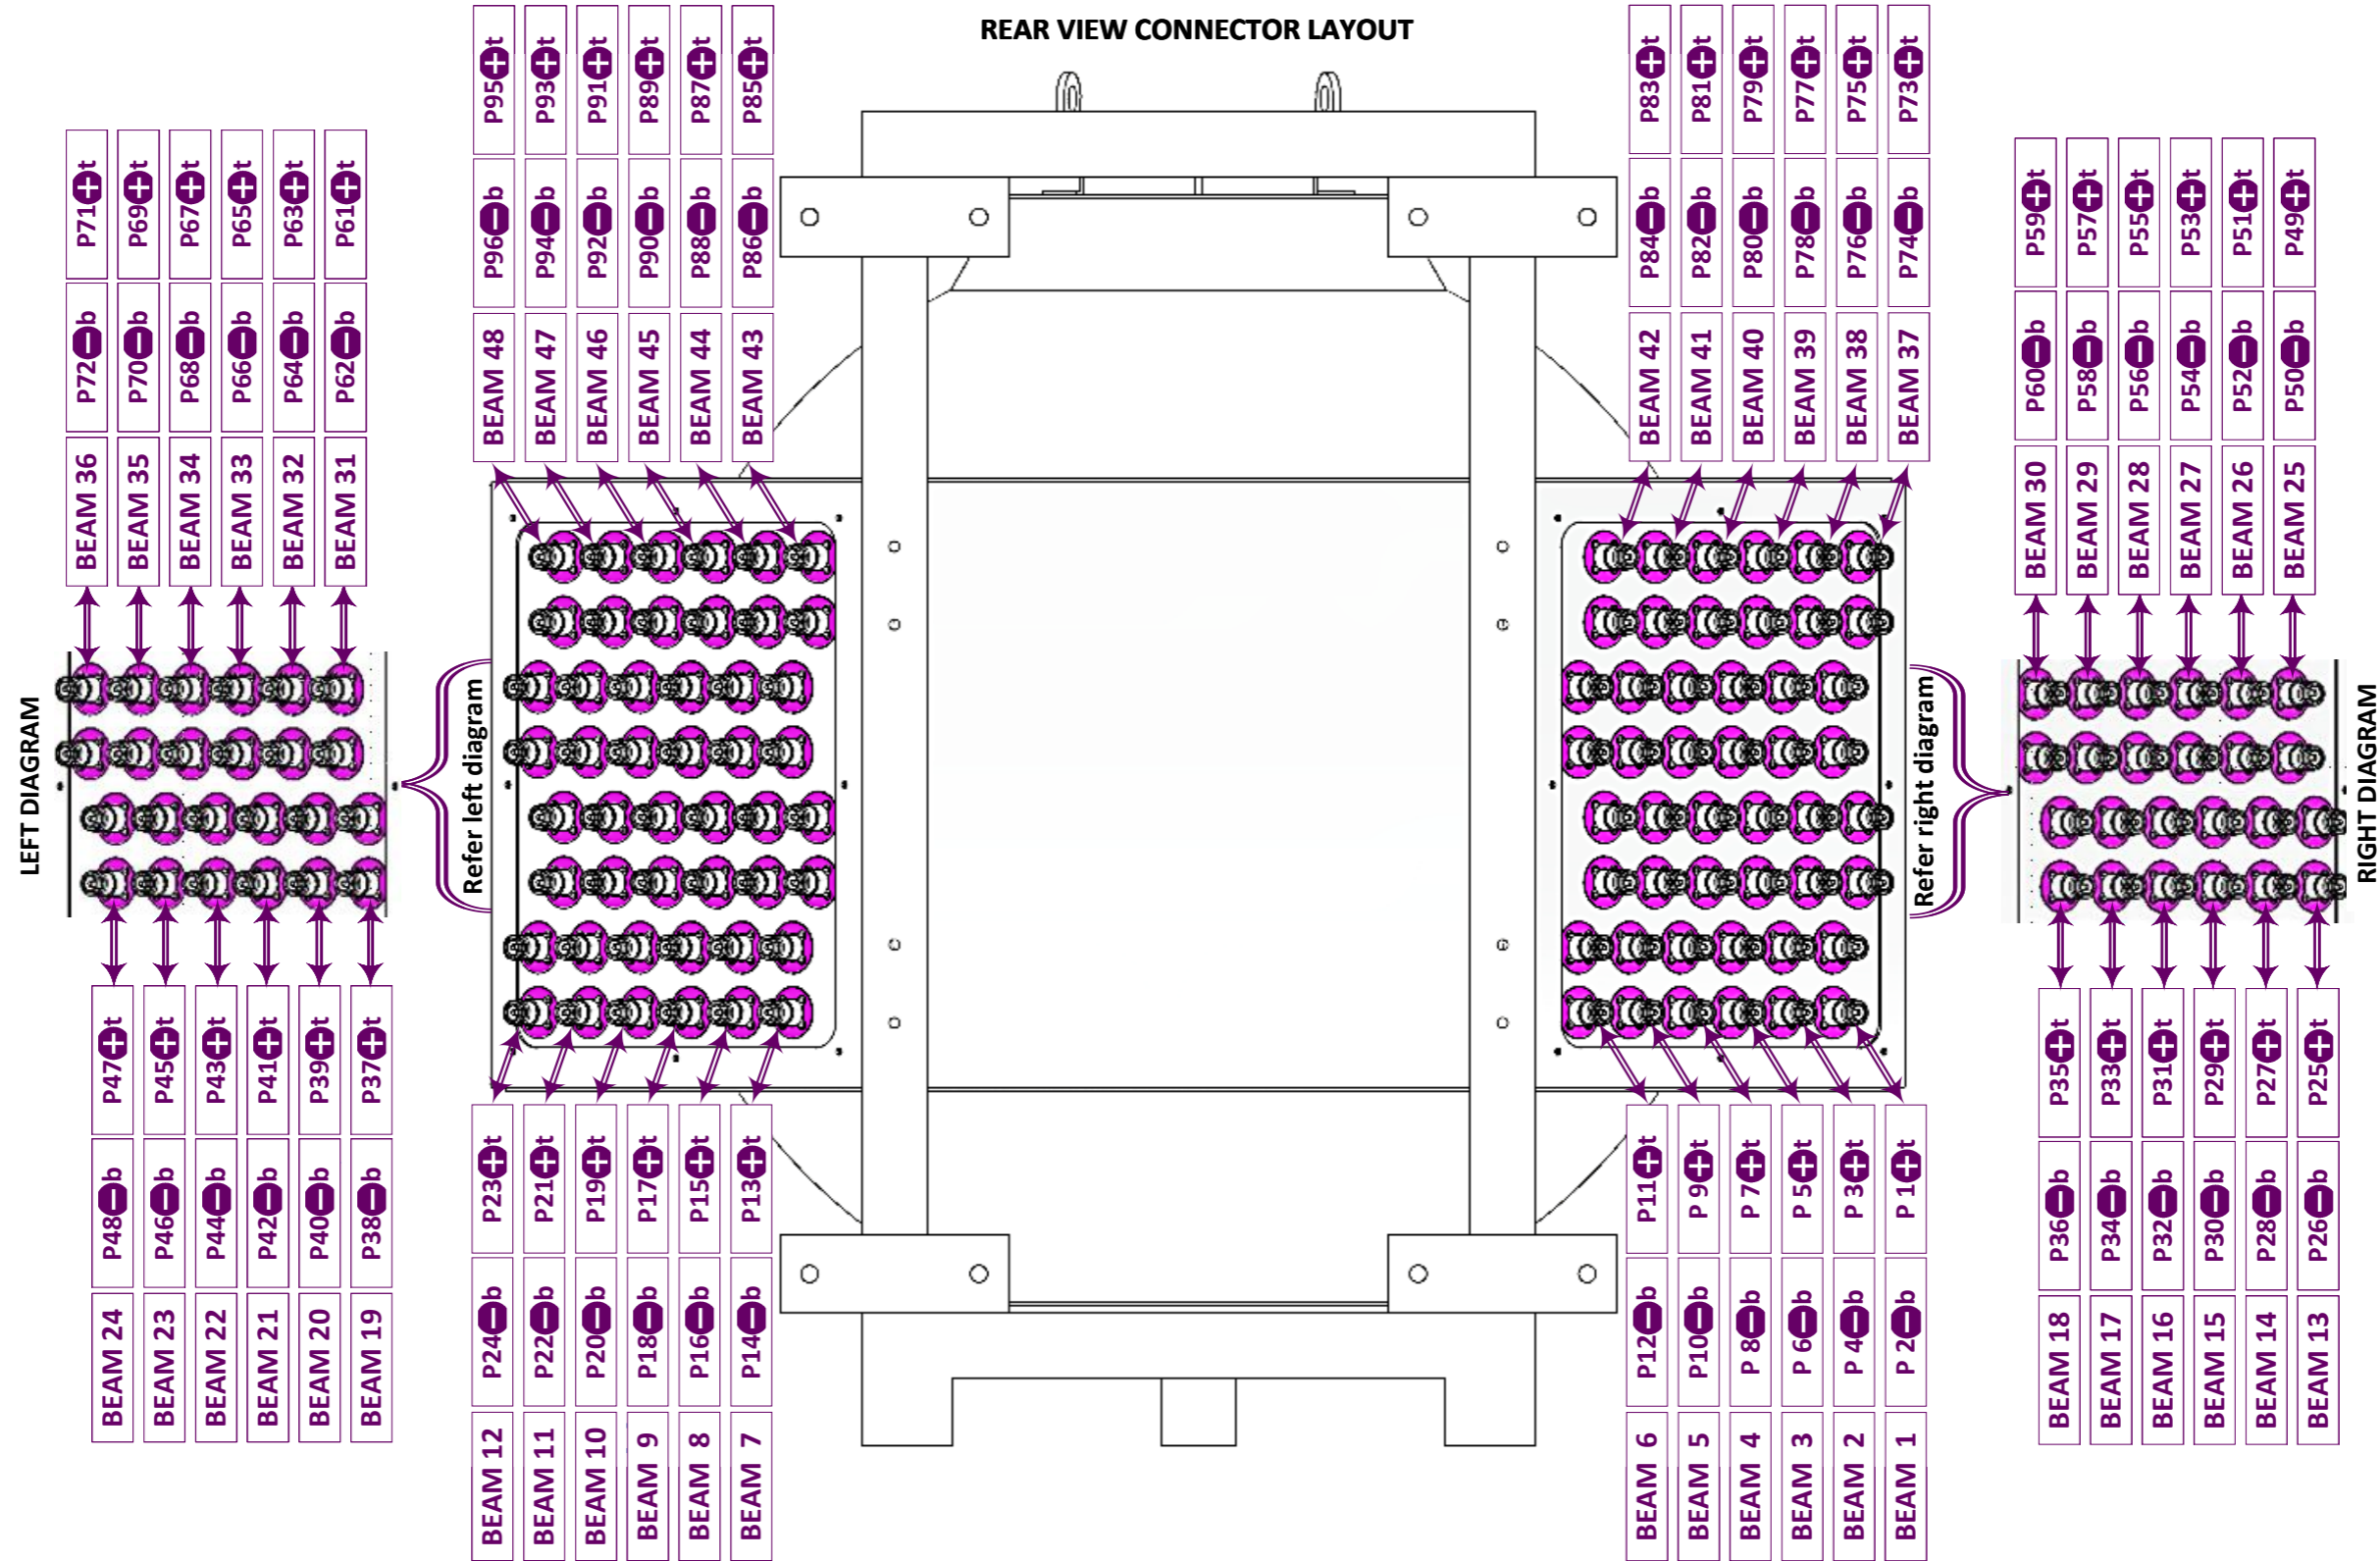 REAR VIEW CONNECTOR LAYOUT
LEFT DIAGRAM
BEAM 36 P72 − b P71 + t
BEAM 35 P70 − b P69 + t
BEAM 34 P68 − b P67 + t
BEAM 33 P66 − b P65 + t
BEAM 32 P64 − b P63 + t
BEAM 31 P62 − b P61 + t
BEAM 24 P48 − b P47 + t
BEAM 23 P46 − b P45 + t
BEAM 22 P44 − b P43 + t
BEAM 21 P42 − b P41 + t
BEAM 20 P40 − b P39 + t
BEAM 19 P38 − b P37 + t
Refer left diagram
BEAM 48 P96 − b P95 + t
BEAM 47 P94 − b P93 + t
BEAM 46 P92 − b P91 + t
BEAM 45 P90 − b P89 + t
BEAM 44 P88 − b P87 + t
BEAM 43 P86 − b P85 + t
BEAM 12 P24 − b P23 + t
BEAM 11 P22 − b P21 + t
BEAM 10 P20 − b P19 + t
BEAM 9 P18 − b P17 + t
BEAM 8 P16 − b P15 + t
BEAM 7 P14 − b P13 + t
BEAM 42 P84 − b P83 + t
BEAM 41 P82 − b P81 + t
BEAM 40 P80 − b P79 + t
BEAM 39 P78 − b P77 + t
BEAM 38 P76 − b P75 + t
BEAM 37 P74 − b P73 + t
BEAM 6 P12 − b P11 + t
BEAM 5 P10 − b P 9 + t
BEAM 4 P 8 − b P 7 + t
BEAM 3 P 6 − b P 5 + t
BEAM 2 P 4 − b P 3 + t
BEAM 1 P 2 − b P 1 + t
Refer right diagram
BEAM 30 P60 − b P59 + t
BEAM 29 P58 − b P57 + t
BEAM 28 P56 − b P55 + t
BEAM 27 P54 − b P53 + t
BEAM 26 P52 − b P51 + t
BEAM 25 P50 − b P49 + t
BEAM 18 P36 − b P35 + t
BEAM 17 P34 − b P33 + t
BEAM 16 P32 − b P31 + t
BEAM 15 P30 − b P29 + t
BEAM 14 P28 − b P27 + t
BEAM 13 P26 − b P25 + t
RIGHT DIAGRAM